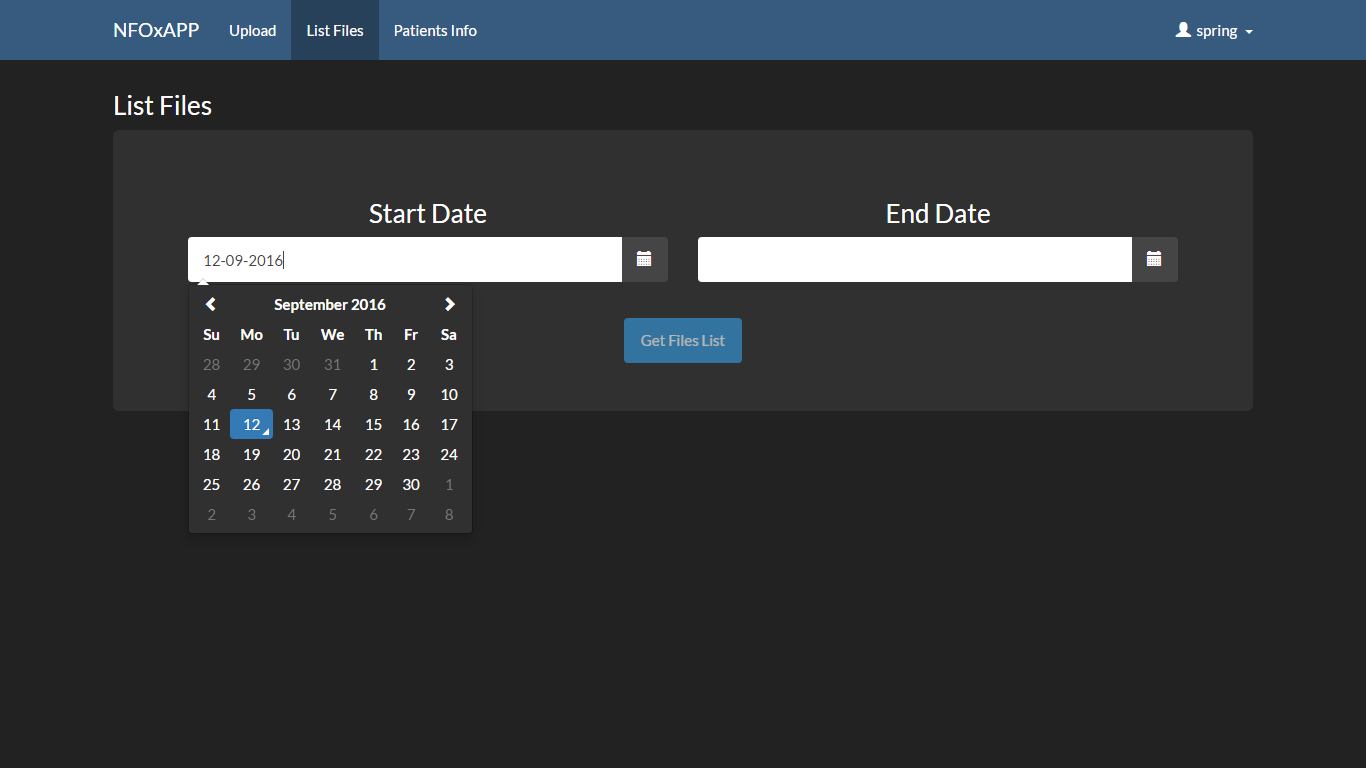 NFOxAPP Upload List Files Patients Info spring
List Files
Start Date End Date
12-09-2016
September 2016
Su Mo Tu We Th Fr Sa
28 29 30 31 1 2 3
4 5 6 7 8 9 10
11 12 13 14 15 16 17
18 19 20 21 22 23 24
25 26 27 28 29 30 1
2 3 4 5 6 7 8
Get Files List